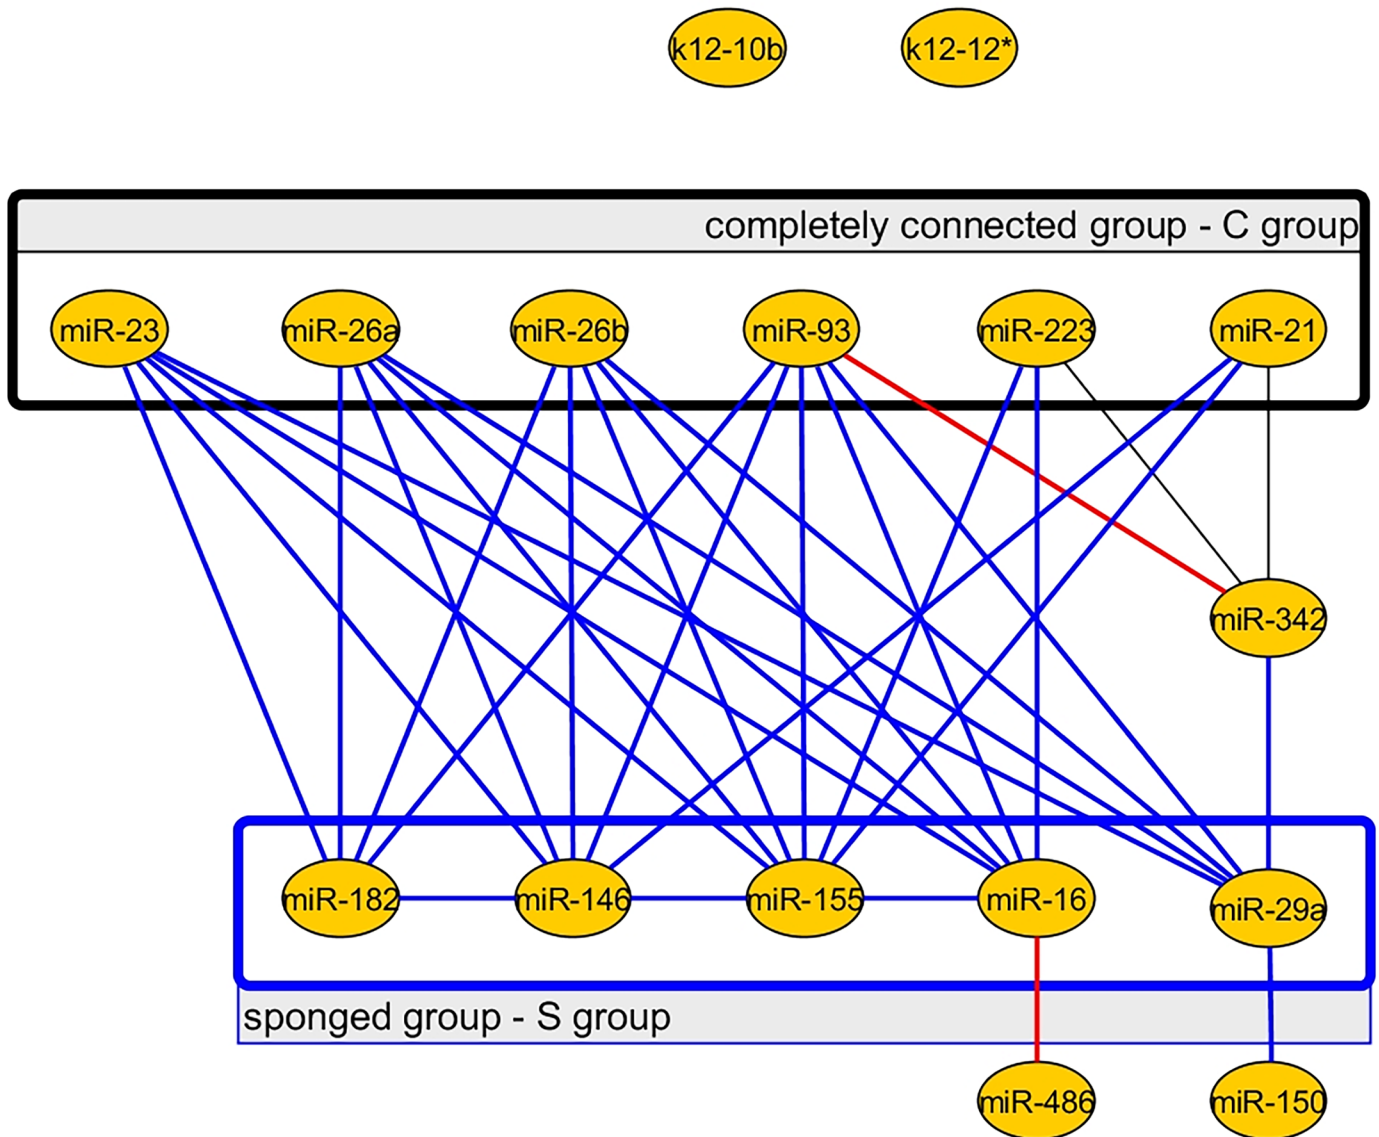 k12-10b k12-12*
completely connected group - C group
miR-23 miR-26a miR-26b miR-93 miR-223 miR-21
miR-342
miR-182 miR-146 miR-155 miR-16 miR-29a
sponged group - S group
miR-486 miR-150